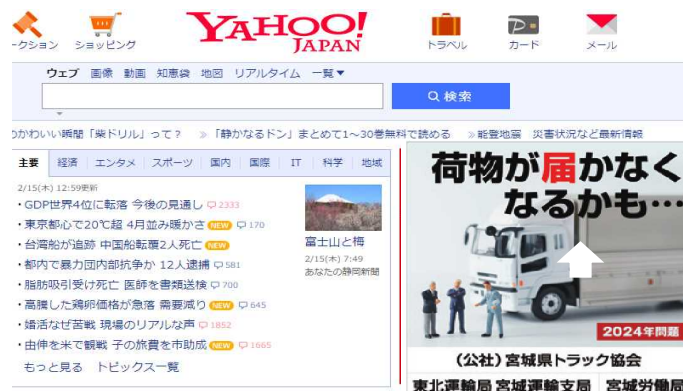 ークション ショッピング YAHOO! JAPAN トラベル カード メール
ウェブ 画像 動画 知恵袋 地図 リアルタイム 一覧▼
検索
のかわいい瞬間「柴ドリル」って？ »「静かなるドン」まとめて1〜30巻無料で読める »能登地震 災害状況など最新情報
主要 経済 エンタメ スポーツ 国内 国際 IT 科学 地域
2/15(木) 12:59更新
・GDP世界4位に転落 今後の見通し 2333
・東京都心で20℃超 4月並み暖かさ NEW 170
・台湾船が追跡 中国船転覆2人死亡 NEW
・都内で暴力団内部抗争か 12人逮捕 581
・脂肪吸引受け死亡 医師を書類送検 700
・高騰した鶏卵価格が急落 需要減り NEW 645
・婚活なぜ苦戦 現場のリアルな声 1852
・由伸を米で観戦 子の旅費を市助成 NEW 1665
もっと見る トピックス一覧
富士山と梅
2/15(木) 7:49
あなたの静岡新聞
荷物が届かなく
なるかも…
2024年問題
(公社)宮城県トラック協会
東北運輸局 宮城運輸支局 宮城労働局